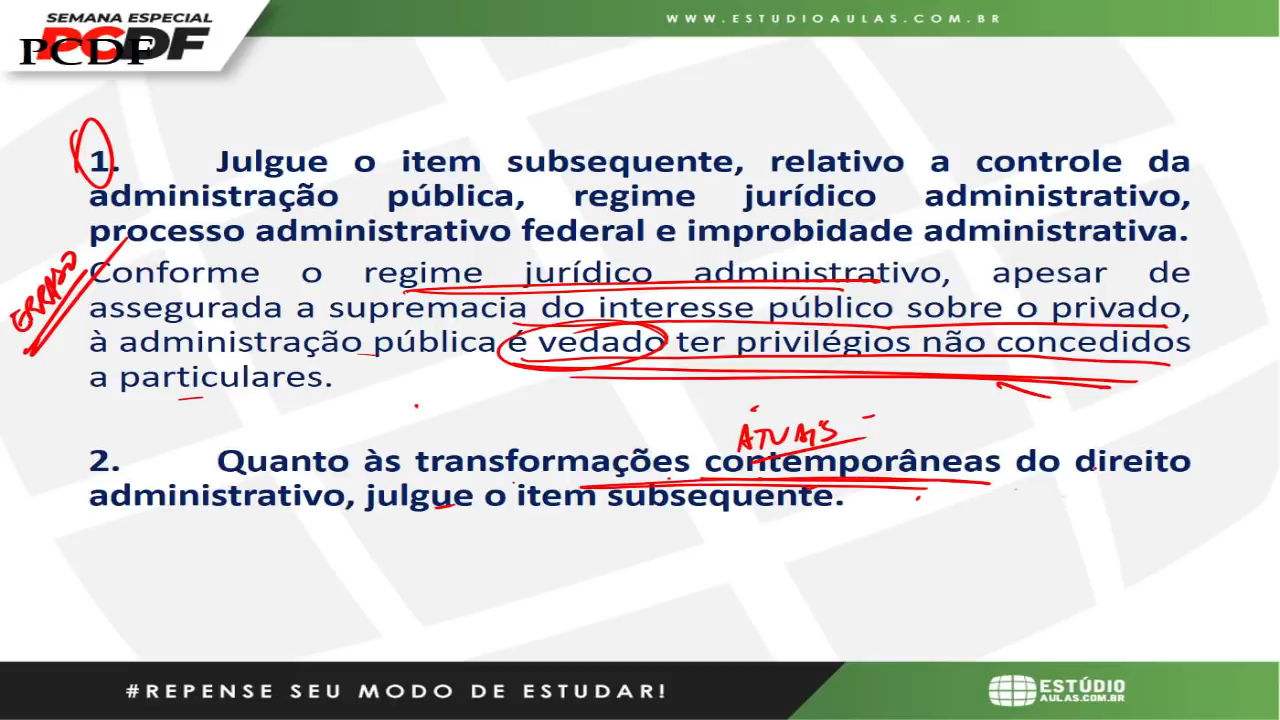 SEMANA ESPECIAL
PCDF
PCDF
WWW.ESTUDIOAULAS.COM.BR
1. Julgue o item subsequente, relativo a controle da
administração pública, regime jurídico administrativo,
processo administrativo federal e improbidade administrativa.
ERRADO
Conforme o regime jurídico administrativo, apesar de
assegurada a supremacia do interesse público sobre o privado,
à administração pública é vedado ter privilégios não concedidos
a particulares.
ATUAIS
2. Quanto às transformações contemporâneas do direito
administrativo, julgue o item subsequente.
#REPENSE SEU MODO DE ESTUDAR!
ESTÚDIO
AULAS.COM.BR